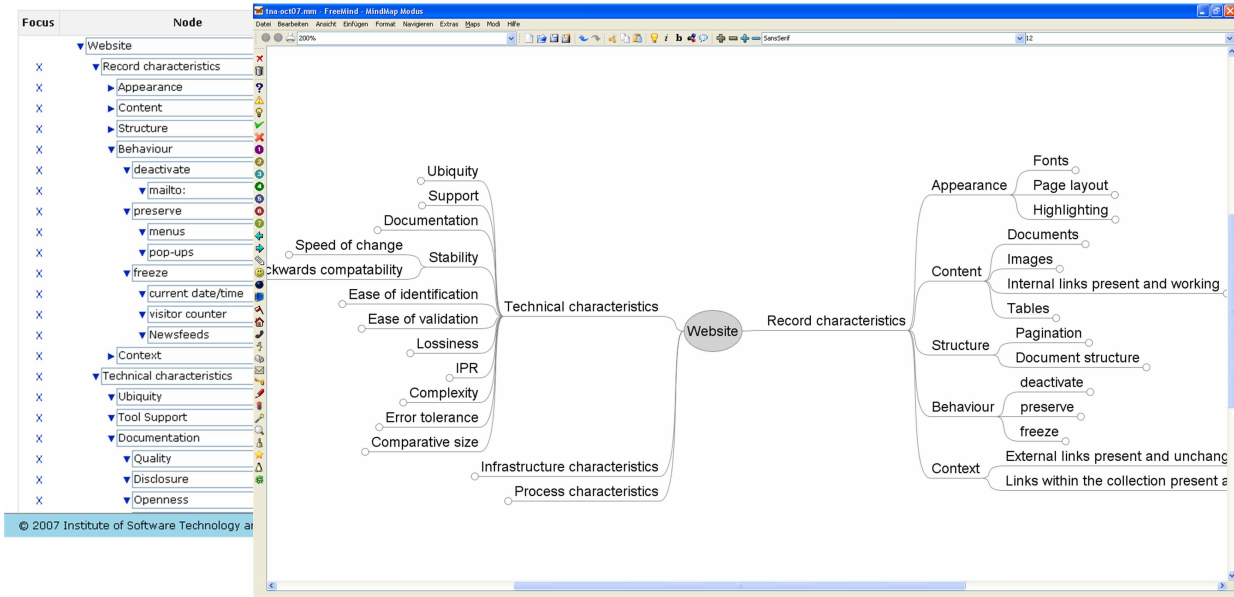 Focus Node
Website
X Record characteristics
X Appearance
X Content
X Structure
X Behaviour
X deactivate
X mailto:
X preserve
X menus
X pop-ups
X freeze
X current date/time
X visitor counter
X Newsfeeds
X Context
X Technical characteristics
X Ubiquity
X Tool Support
X Documentation
X Quality
X Disclosure
X Openness
© 2007 Institute of Software Technology a
tna-oct07.mm - FreeMind - MindMap Modus
Datei Bearbeiten Ansicht Einfügen Format Navigieren Extras Maps Modi Hilfe
200% i b SansSerif 12
Ubiquity
Support
Documentation
Speed of change
Stability
ckwards compatability
Ease of identification
Ease of validation
Lossiness
IPR
Complexity
Error tolerance
Comparative size
Technical characteristics
Infrastructure characteristics
Process characteristics
Website
Record characteristics
Appearance
Fonts
Page layout
Highlighting
Content
Documents
Images
Internal links present and working
Tables
Structure
Pagination
Document structure
Behaviour
deactivate
preserve
freeze
Context
External links present and unchang
Links within the collection present a